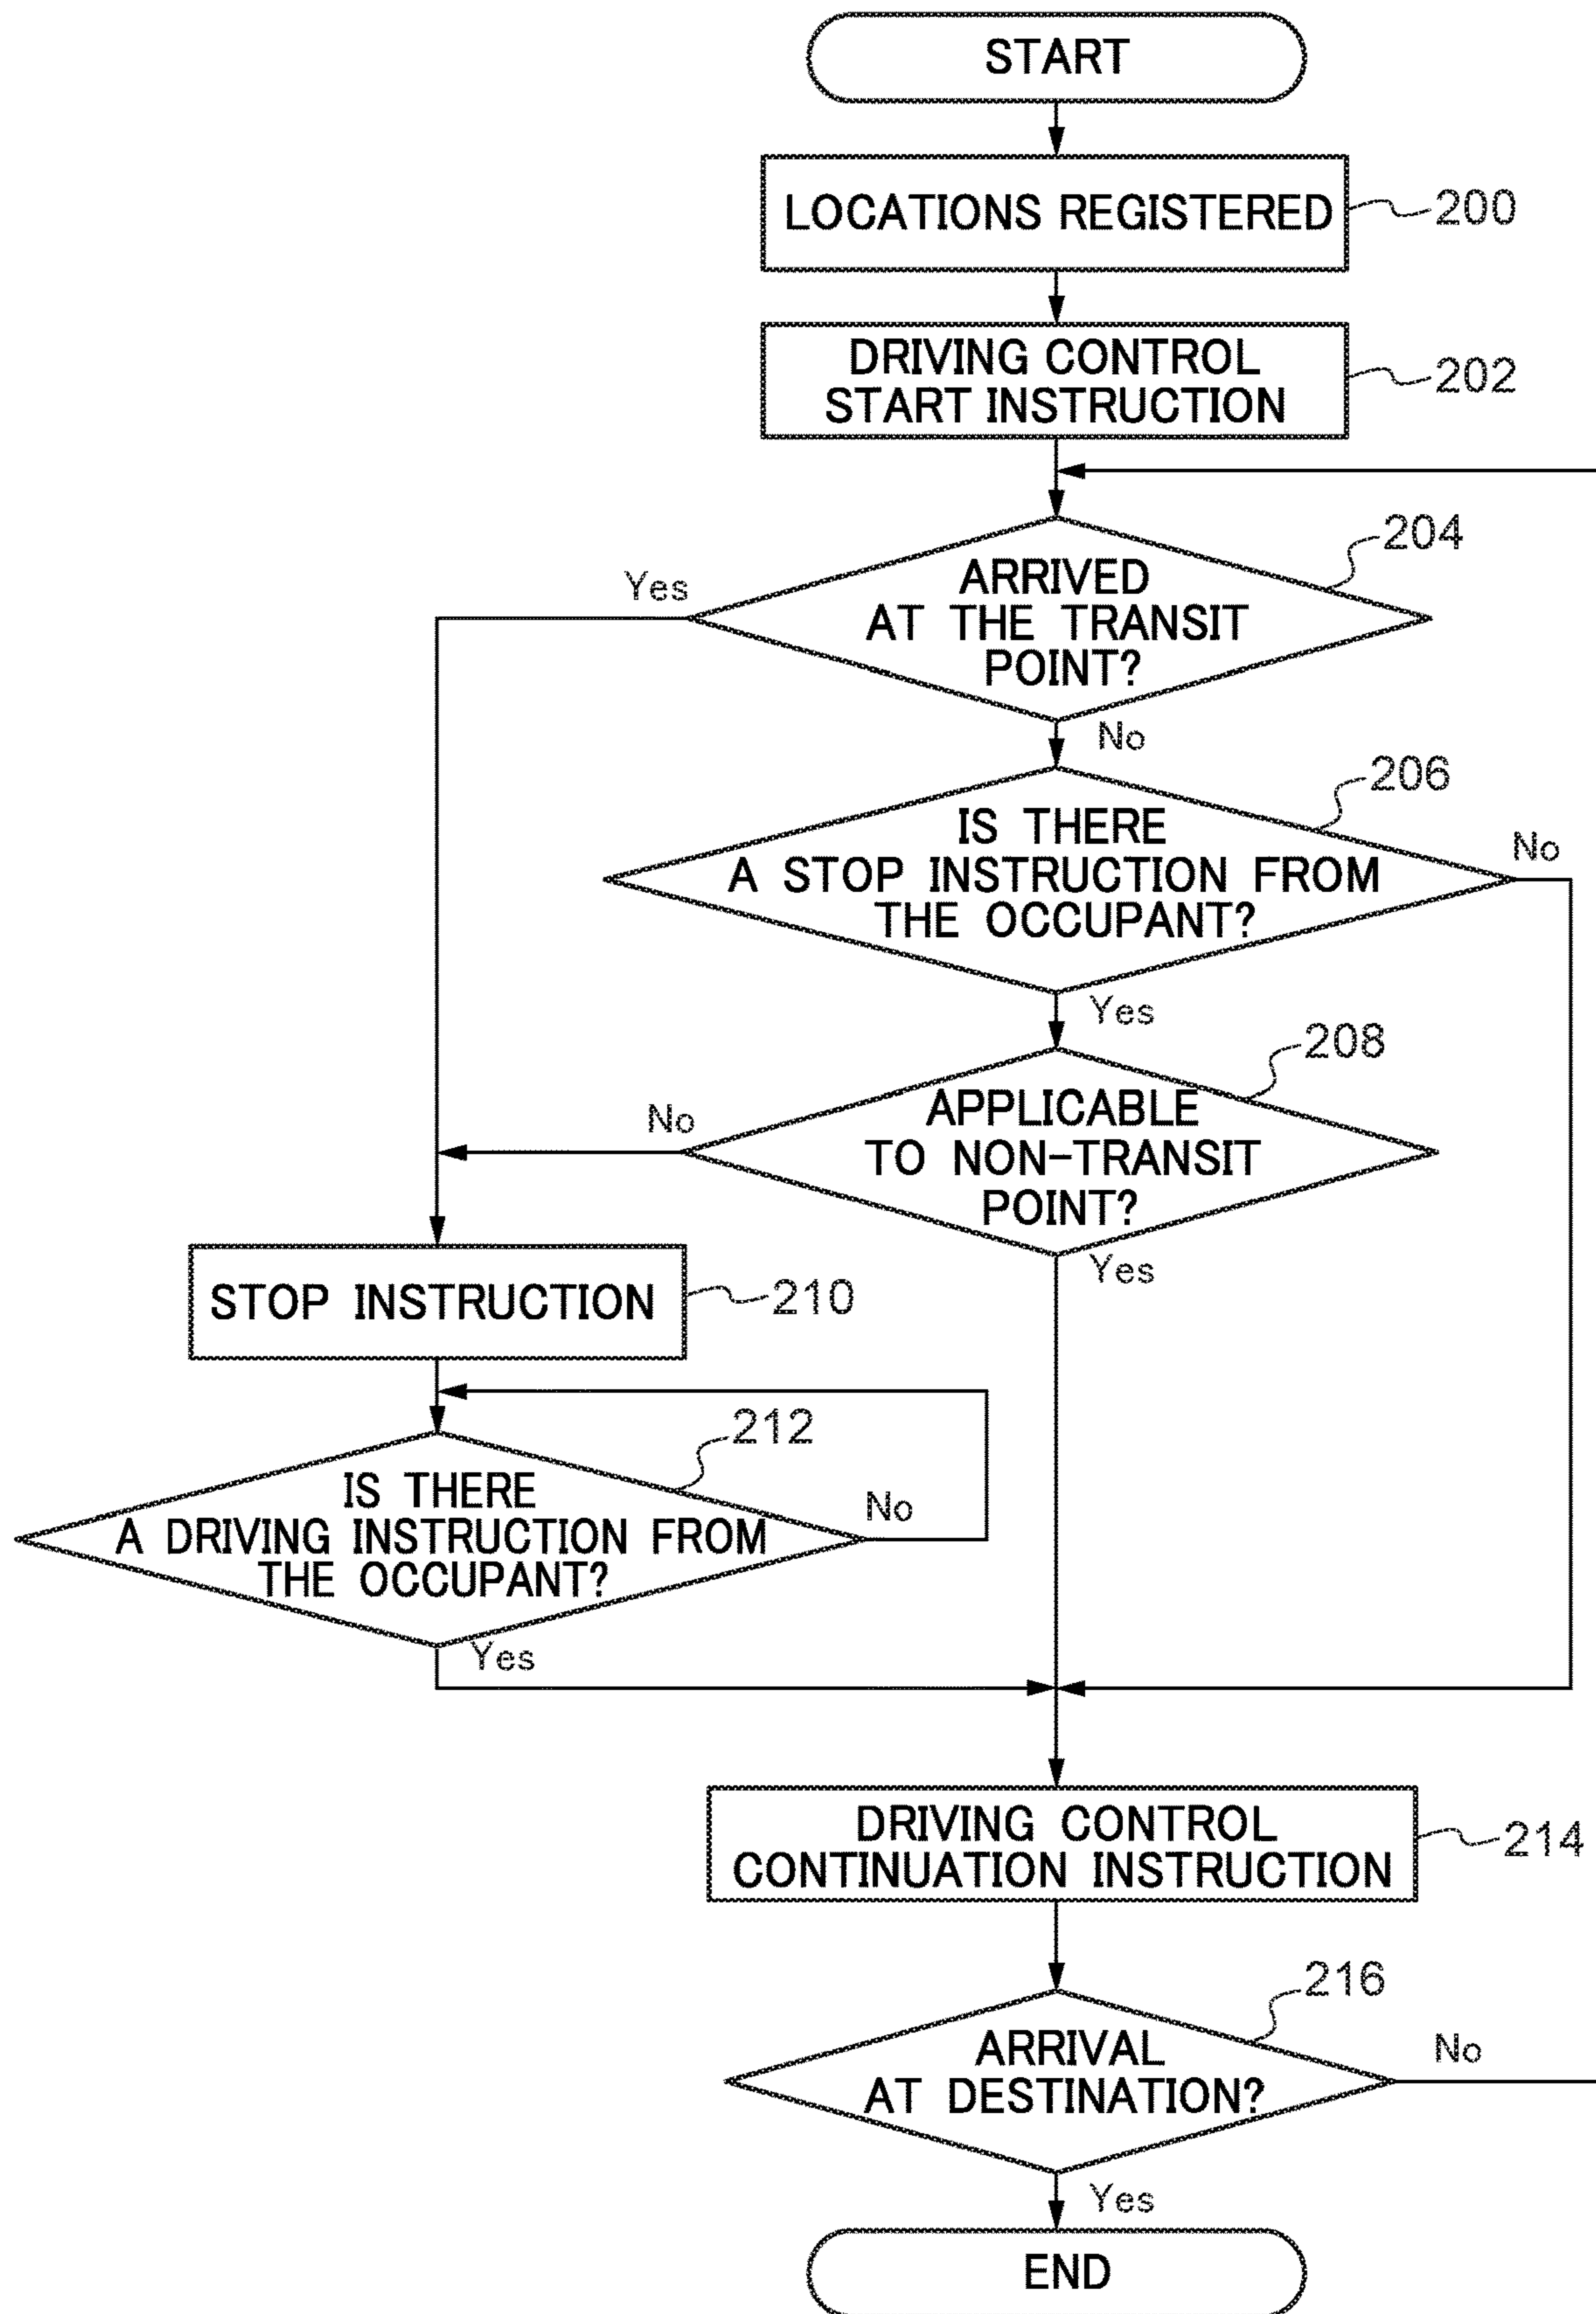 START
LOCATIONS REGISTERED
200
DRIVING CONTROL
START INSTRUCTION
202
204
Yes
ARRIVED
AT THE TRANSIT
POINT?
No
206
IS THERE
A STOP INSTRUCTION FROM
THE OCCUPANT?
No
Yes
208
No
APPLICABLE
TO NON-TRANSIT
POINT?
Yes
STOP INSTRUCTION
210
212
IS THERE
A DRIVING INSTRUCTION FROM
THE OCCUPANT?
No
Yes
DRIVING CONTROL
CONTINUATION INSTRUCTION
214
216
ARRIVAL
AT DESTINATION?
No
Yes
END